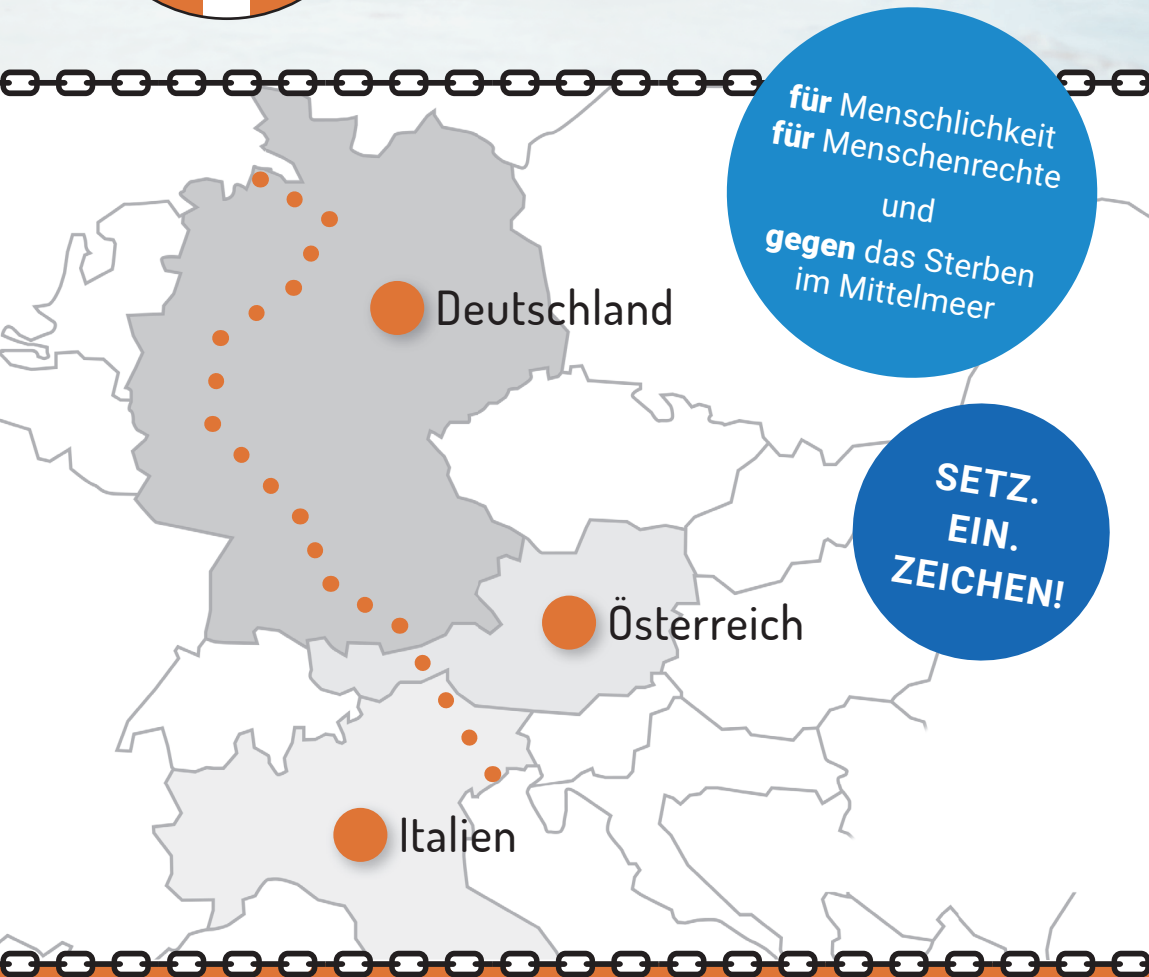 für Menschlichkeit
für Menschenrechte
und
gegen das Sterben
im Mittelmeer
Deutschland
SETZ.
EIN.
ZEICHEN!
Österreich
Italien